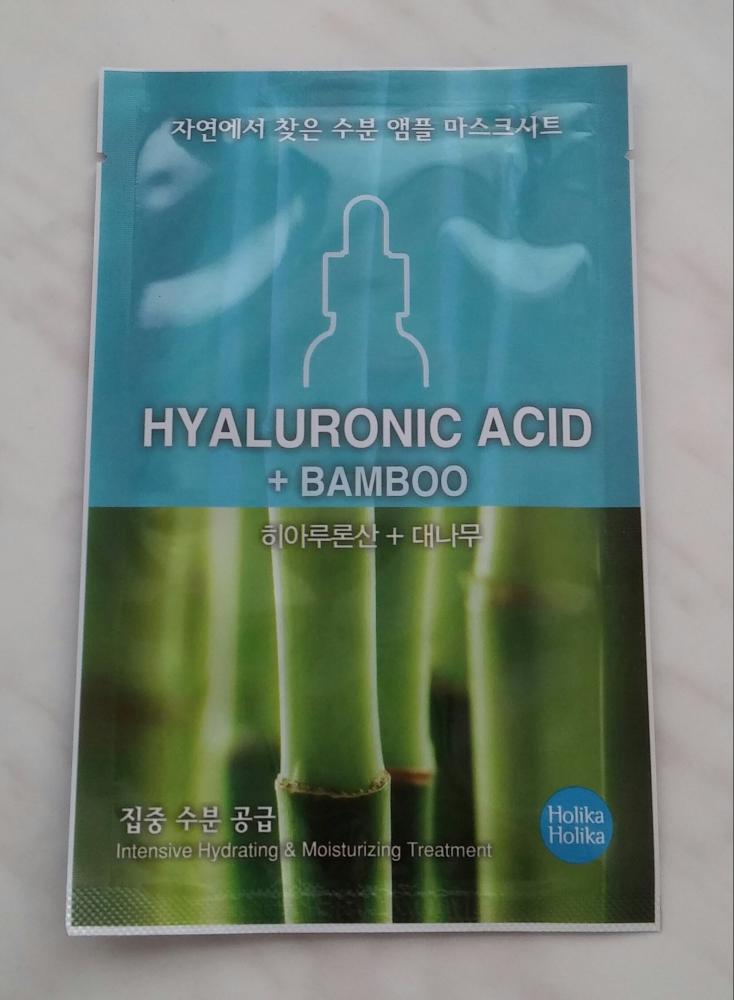 자연에서 찾은 수분 앰플 마스크시트
HYALURONIC ACID
+ BAMBOO
히아루론산 + 대나무
집중 수분 공급
Intensive Hydrating & Moisturizing Treatment
Holika
Holika